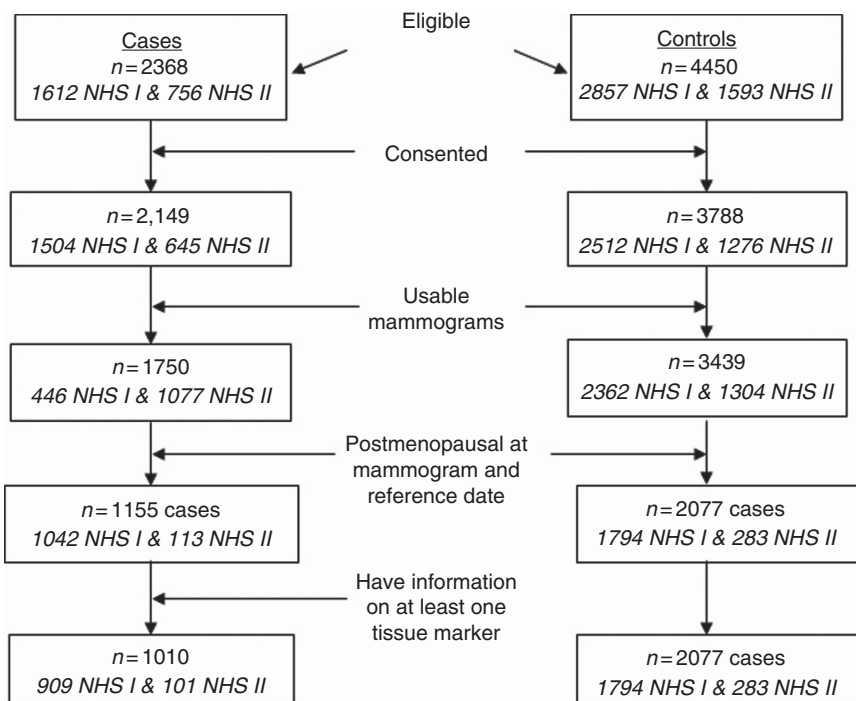 Eligible
Cases
n=2368
1612 NHS I & 756 NHS II
Controls
n=4450
2857 NHS I & 1593 NHS II
Consented
n=2,149
1504 NHS I & 645 NHS II
n=3788
2512 NHS I & 1276 NHS II
Usable
mammograms
n=1750
446 NHS I & 1077 NHS II
n=3439
2362 NHS I & 1304 NHS II
Postmenopausal at
mammogram and
reference date
n=1155 cases
1042 NHS I & 113 NHS II
n=2077 cases
1794 NHS I & 283 NHS II
Have information
on at least one
tissue marker
n=1010
909 NHS I & 101 NHS II
n=2077 cases
1794 NHS I & 283 NHS II